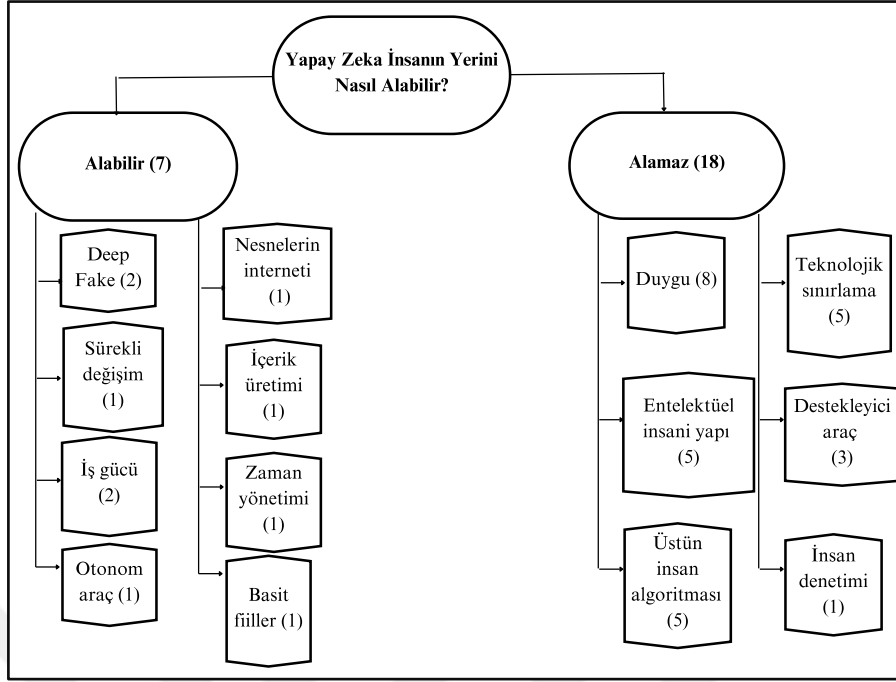 Yapay Zeka İnsanın Yerini
Nasıl Alabilir?
Alabilir (7)
Deep
Fake (2)
Sürekli
değişim
(1)
İş gücü
(2)
Otonom
araç (1)
Nesnelerin
interneti
(1)
İçerik
üretimi
(1)
Zaman
yönetimi
(1)
Basit
fiiller (1)
Alamaz (18)
Duygu (8)
Entelektüel
insani yapı
(5)
Üstün
insan
algoritması
(5)
Teknolojik
sınırlama
(5)
Destekleyici
araç
(3)
İnsan
denetimi
(1)